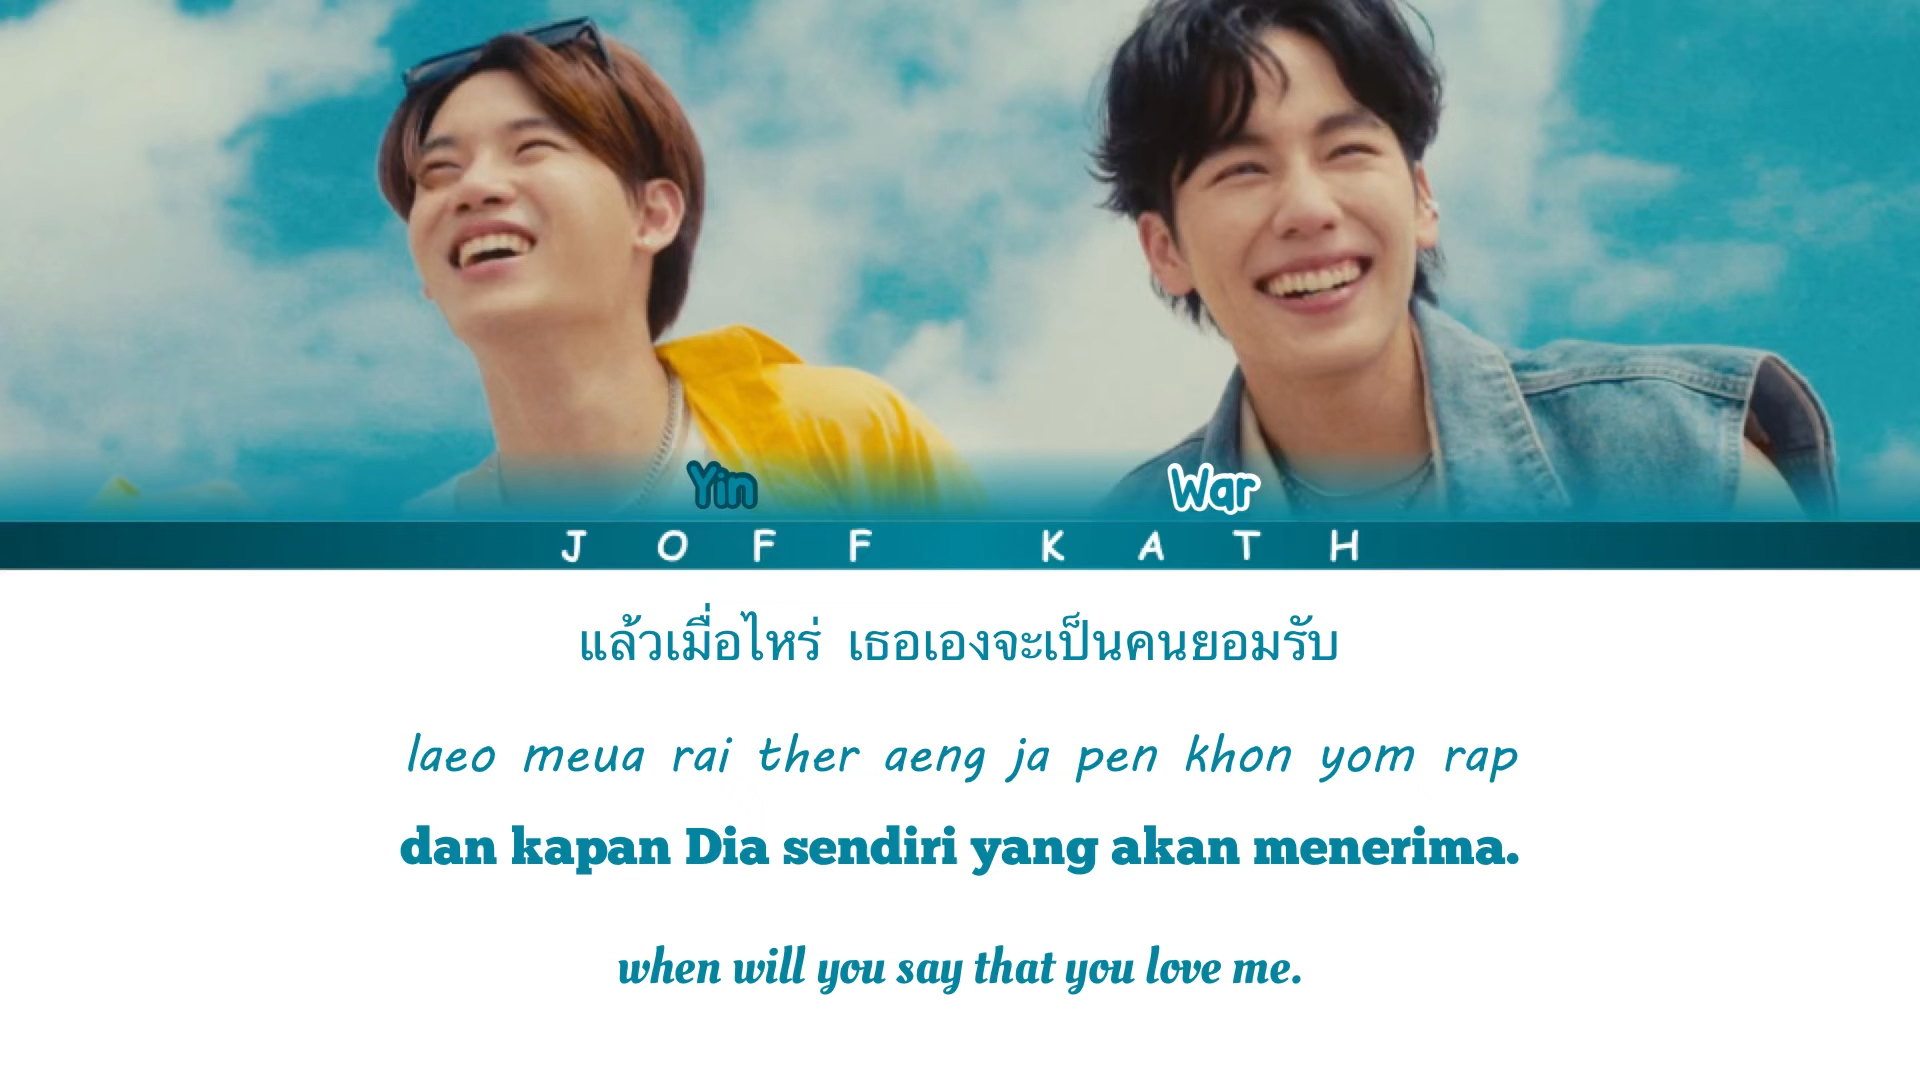 Yin War
J O F F K A T H
แล้วเมื่อไหร่ เธอเองจะเป็นคนยอมรับ
laeo meua rai ther aeng ja pen khon yom rap
dan kapan Dia sendiri yang akan menerima.
when will you say that you love me.